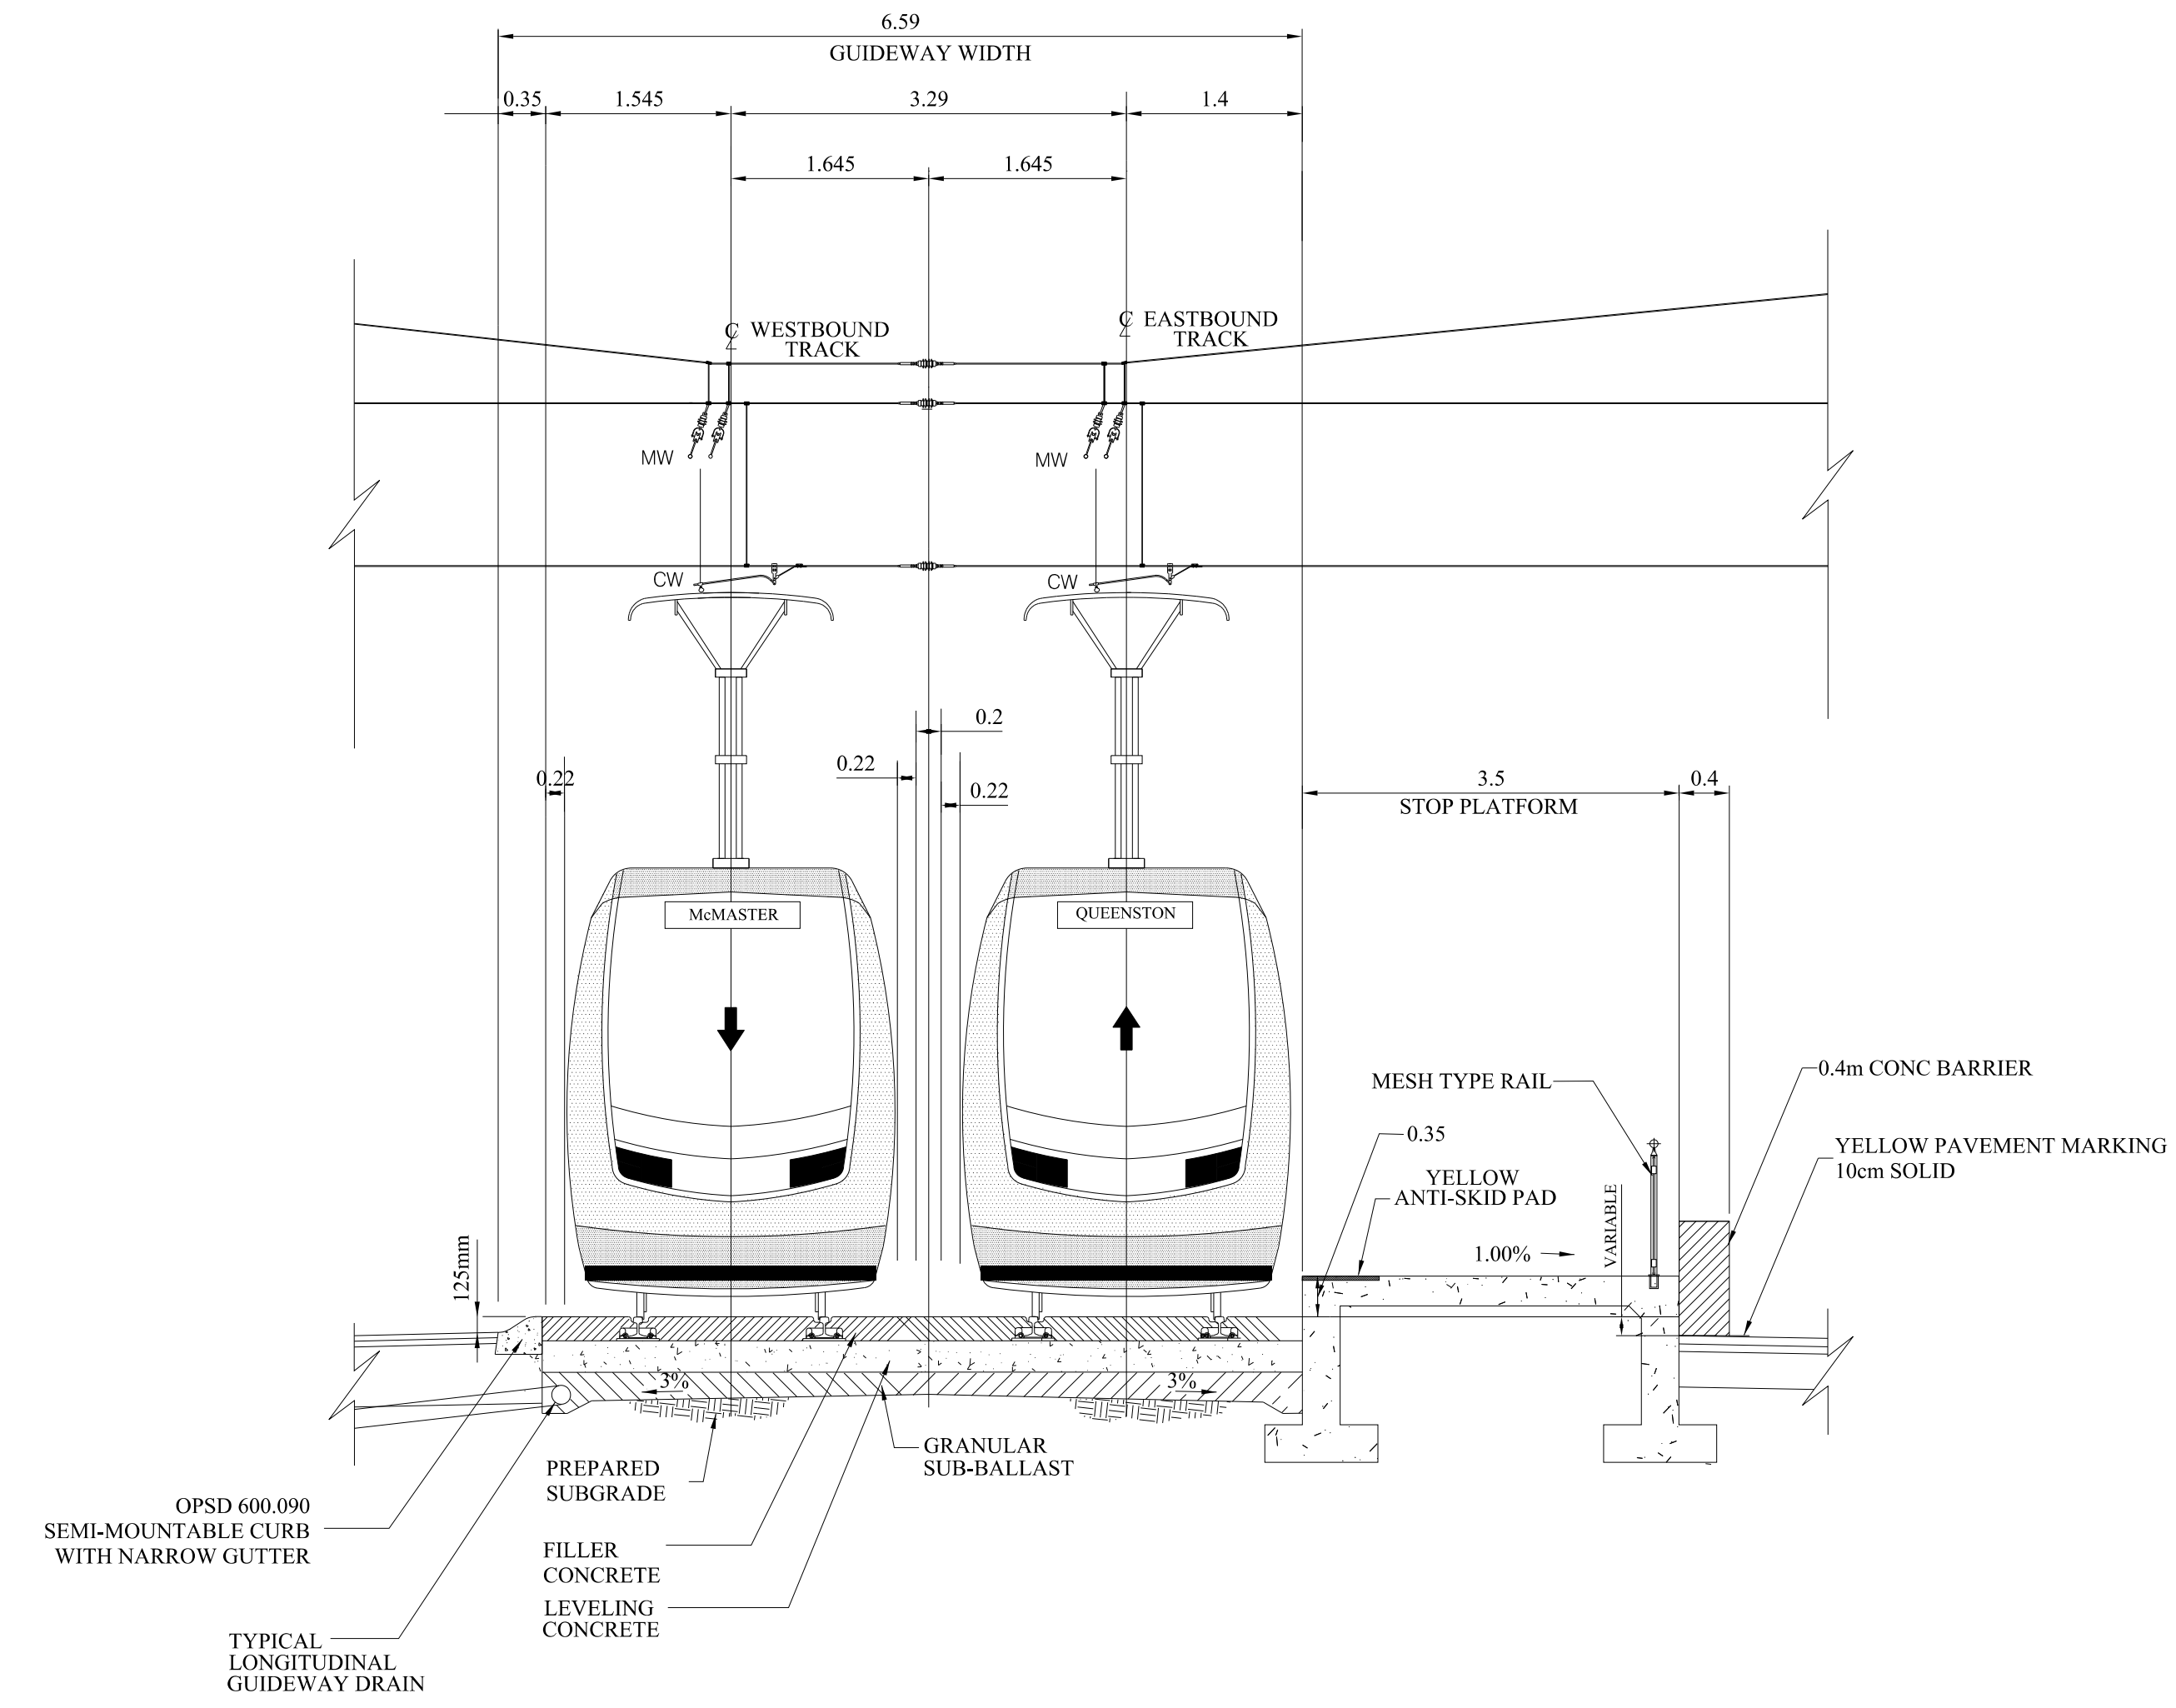 6.59
GUIDEWAY WIDTH
0.35
1.545
3.29
1.4
1.645
1.645
℄ WESTBOUND
TRACK
℄ EASTBOUND
TRACK
MW
MW
CW
CW
0.2
0.22
0.22
0.22
3.5
0.4
STOP PLATFORM
McMASTER
QUEENSTON
0.4m CONC BARRIER
MESH TYPE RAIL
0.35
YELLOW PAVEMENT MARKING
10cm SOLID
YELLOW
ANTI-SKID PAD
VARIABLE
1.00%
125mm
3%
3%
GRANULAR
SUB-BALLAST
PREPARED
SUBGRADE
OPSD 600.090
SEMI-MOUNTABLE CURB
WITH NARROW GUTTER
FILLER
CONCRETE
LEVELING
CONCRETE
TYPICAL
LONGITUDINAL
GUIDEWAY DRAIN